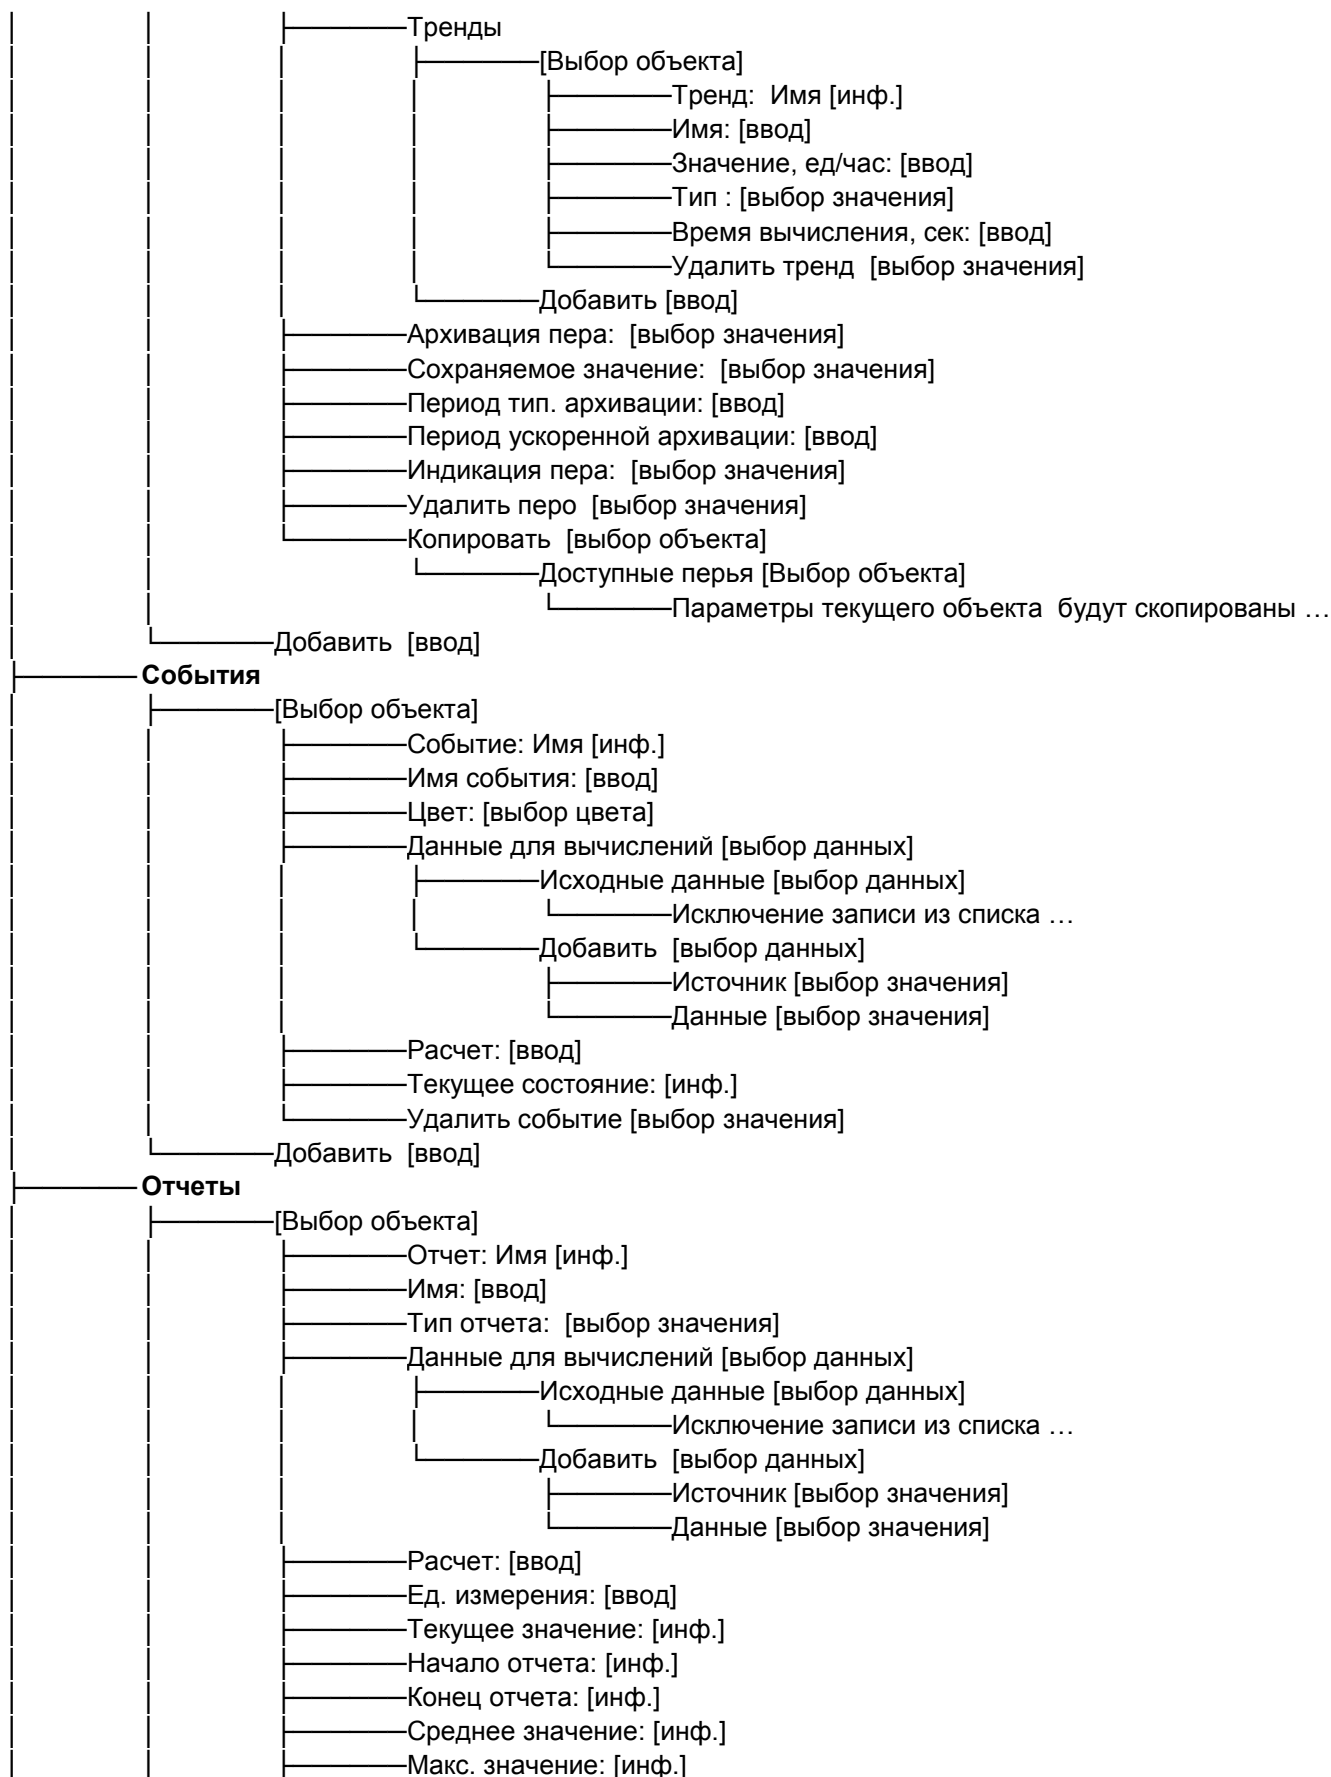 Тренды
[Выбор объекта]
Тренд: Имя [инф.]
Имя: [ввод]
Значение, ед/час: [ввод]
Тип : [выбор значения]
Время вычисления, сек: [ввод]
Удалить тренд [выбор значения]
Добавить [ввод]
Архивация пера: [выбор значения]
Сохраняемое значение: [выбор значения]
Период тип. архивации: [ввод]
Период ускоренной архивации: [ввод]
Индикация пера: [выбор значения]
Удалить перо [выбор значения]
Копировать [выбор объекта]
Доступные перья [Выбор объекта]
Параметры текущего объекта будут скопированы …
Добавить [ввод]
События
[Выбор объекта]
Событие: Имя [инф.]
Имя события: [ввод]
Цвет: [выбор цвета]
Данные для вычислений [выбор данных]
Исходные данные [выбор данных]
Исключение записи из списка …
Добавить [выбор данных]
Источник [выбор значения]
Данные [выбор значения]
Расчет: [ввод]
Текущее состояние: [инф.]
Удалить событие [выбор значения]
Добавить [ввод]
Отчеты
[Выбор объекта]
Отчет: Имя [инф.]
Имя: [ввод]
Тип отчета: [выбор значения]
Данные для вычислений [выбор данных]
Исходные данные [выбор данных]
Исключение записи из списка …
Добавить [выбор данных]
Источник [выбор значения]
Данные [выбор значения]
Расчет: [ввод]
Ед. измерения: [ввод]
Текущее значение: [инф.]
Начало отчета: [инф.]
Конец отчета: [инф.]
Среднее значение: [инф.]
Макс. значение: [инф.]